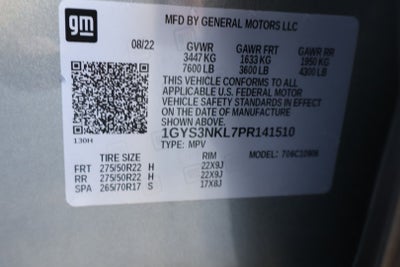 gm
MFD BY GENERAL MOTORS LLC
08/22 GVWR GAWR FRT GAWR RR
3447 KG 1633 KG 1950 KG
7600 LB 3600 LB 4300 LB
THIS VEHICLE CONFORMS TO ALL
APPLICABLE U.S. FEDERAL MOTOR
VEHICLE SAFETY STANDARDS IN EFFECT
ON THE DATE OF MANUFACTURE
SHOWN ABOVE.
1GYS3NKL7PR141510
130H TYPE: MPV MODEL:
TIRE SIZE RIM
FRT 275/50R22 H 22X9J
RR 275/50R22 H 22X9J
SPA 265/70R17 S 17X8J